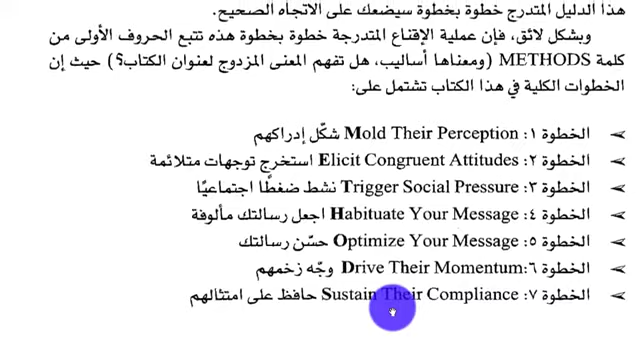 هذا الدليل المتدرج خطوة بخطوة سيضعك على الاتجاه الصحيح.
وبشكل لائق، فإن عملية الإقناع المتدرجة خطوة بخطوة هذه تتبع الحروف الأولى من
كلمة METHODS (ومعناها أساليب، هل تفهم المعنى المزدوج لعنوان الكتاب؟) حيث إن
الخطوات الكلية في هذا الكتاب تشتمل على:
➢ الخطوة ١: Mold Their Perception شكّل إدراكهم
➢ الخطوة ٢: Elicit Congruent Attitudes استخرج توجهات متلائمة
➢ الخطوة ٣: Trigger Social Pressure نشط ضغطًا اجتماعيًا
➢ الخطوة ٤: Habituate Your Message اجعل رسالتك مألوفة
➢ الخطوة ٥: Optimize Your Message حسّن رسالتك
➢ الخطوة ٦: Drive Their Momentum وجّه زخمهم
➢ الخطوة ٧: Sustain Their Compliance حافظ على امتثالهم